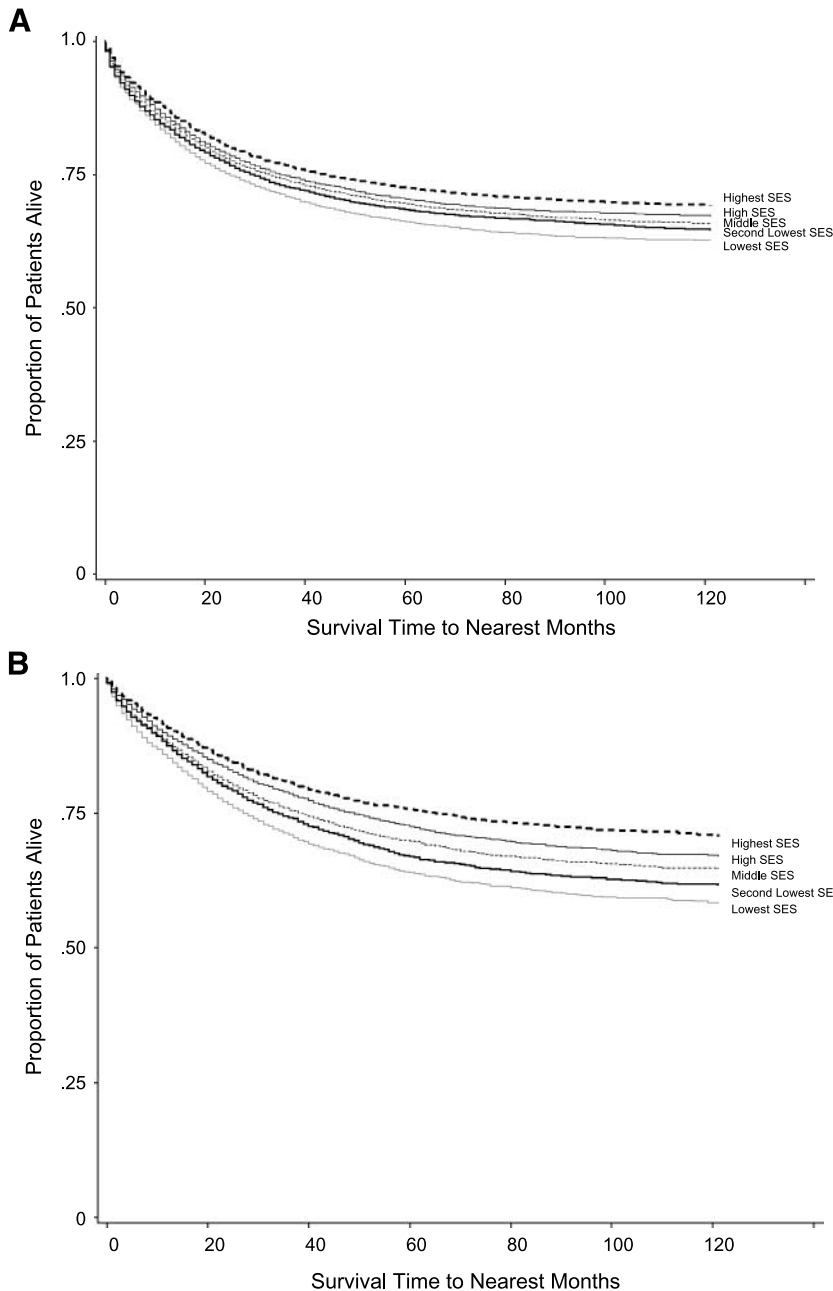 A
1.0
.75
.50
.25
0
Proportion of Patients Alive
Highest SES
High SES
Middle SES
Second Lowest SES
Lowest SES
0 20 40 60 80 100 120
Survival Time to Nearest Months
B
1.0
.75
.50
.25
0
Proportion of Patients Alive
Highest SES
High SES
Middle SES
Second Lowest SE
Lowest SES
0 20 40 60 80 100 120
Survival Time to Nearest Months